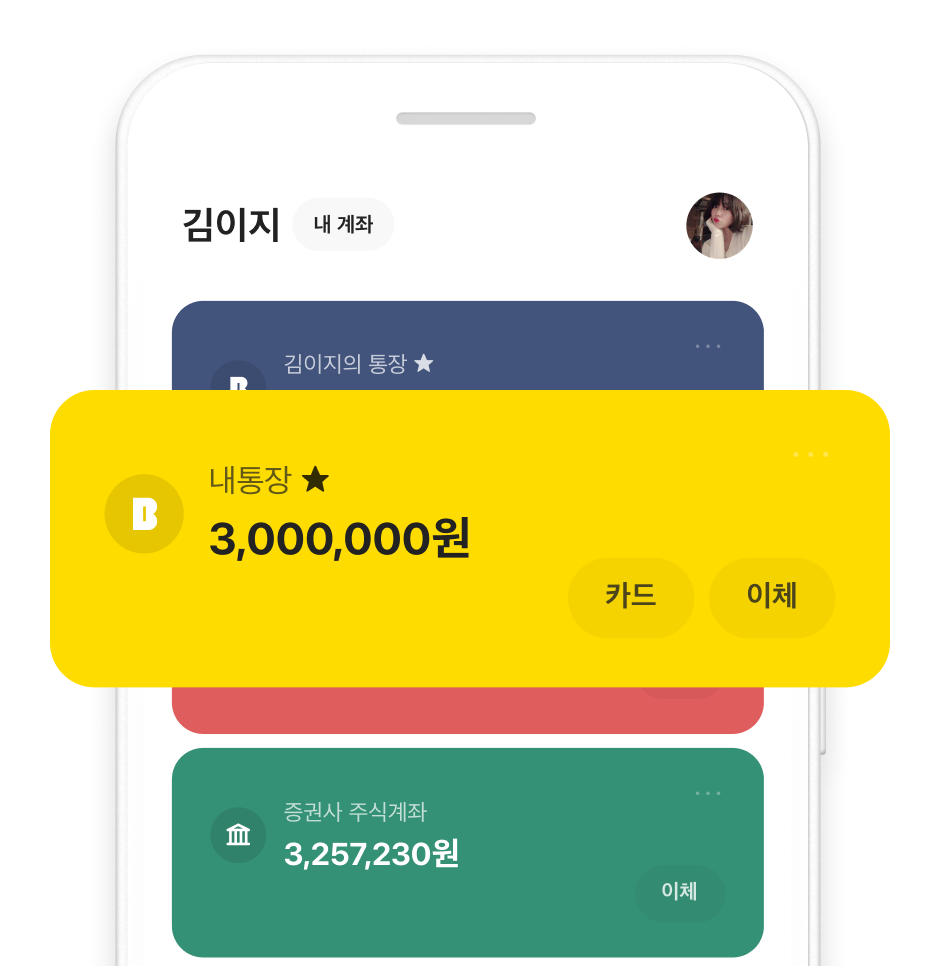 김이지 내 계좌
김이지의 통장
B
내통장
B
3,000,000원
카드 이체
증권사 주식계좌
3,257,230원
이체